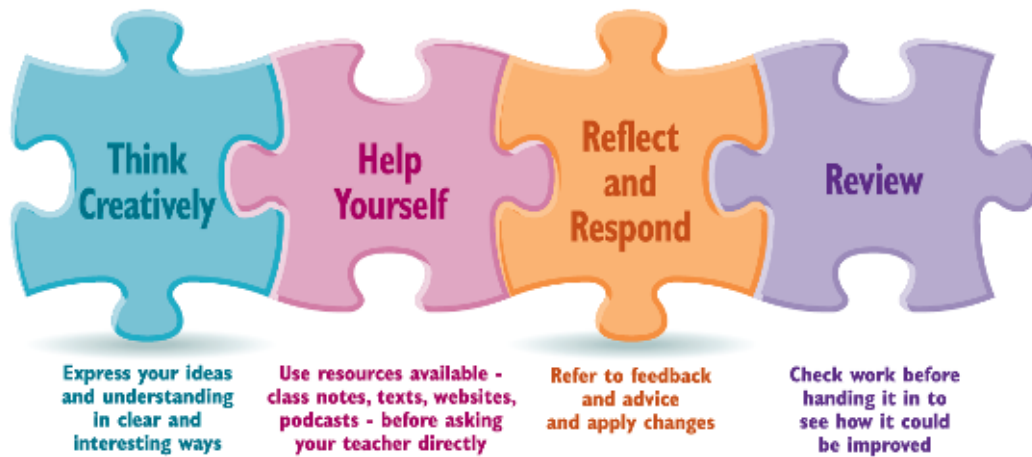 Think
Creatively
Help
Yourself
Reflect
and
Respond
Review
Express your ideas
and understanding
in clear and
interesting ways
Use resources available -
class notes, texts, websites,
podcasts - before asking
your teacher directly
Refer to feedback
and advice
and apply changes
Check work before
handing it in to
see how it could
be improved